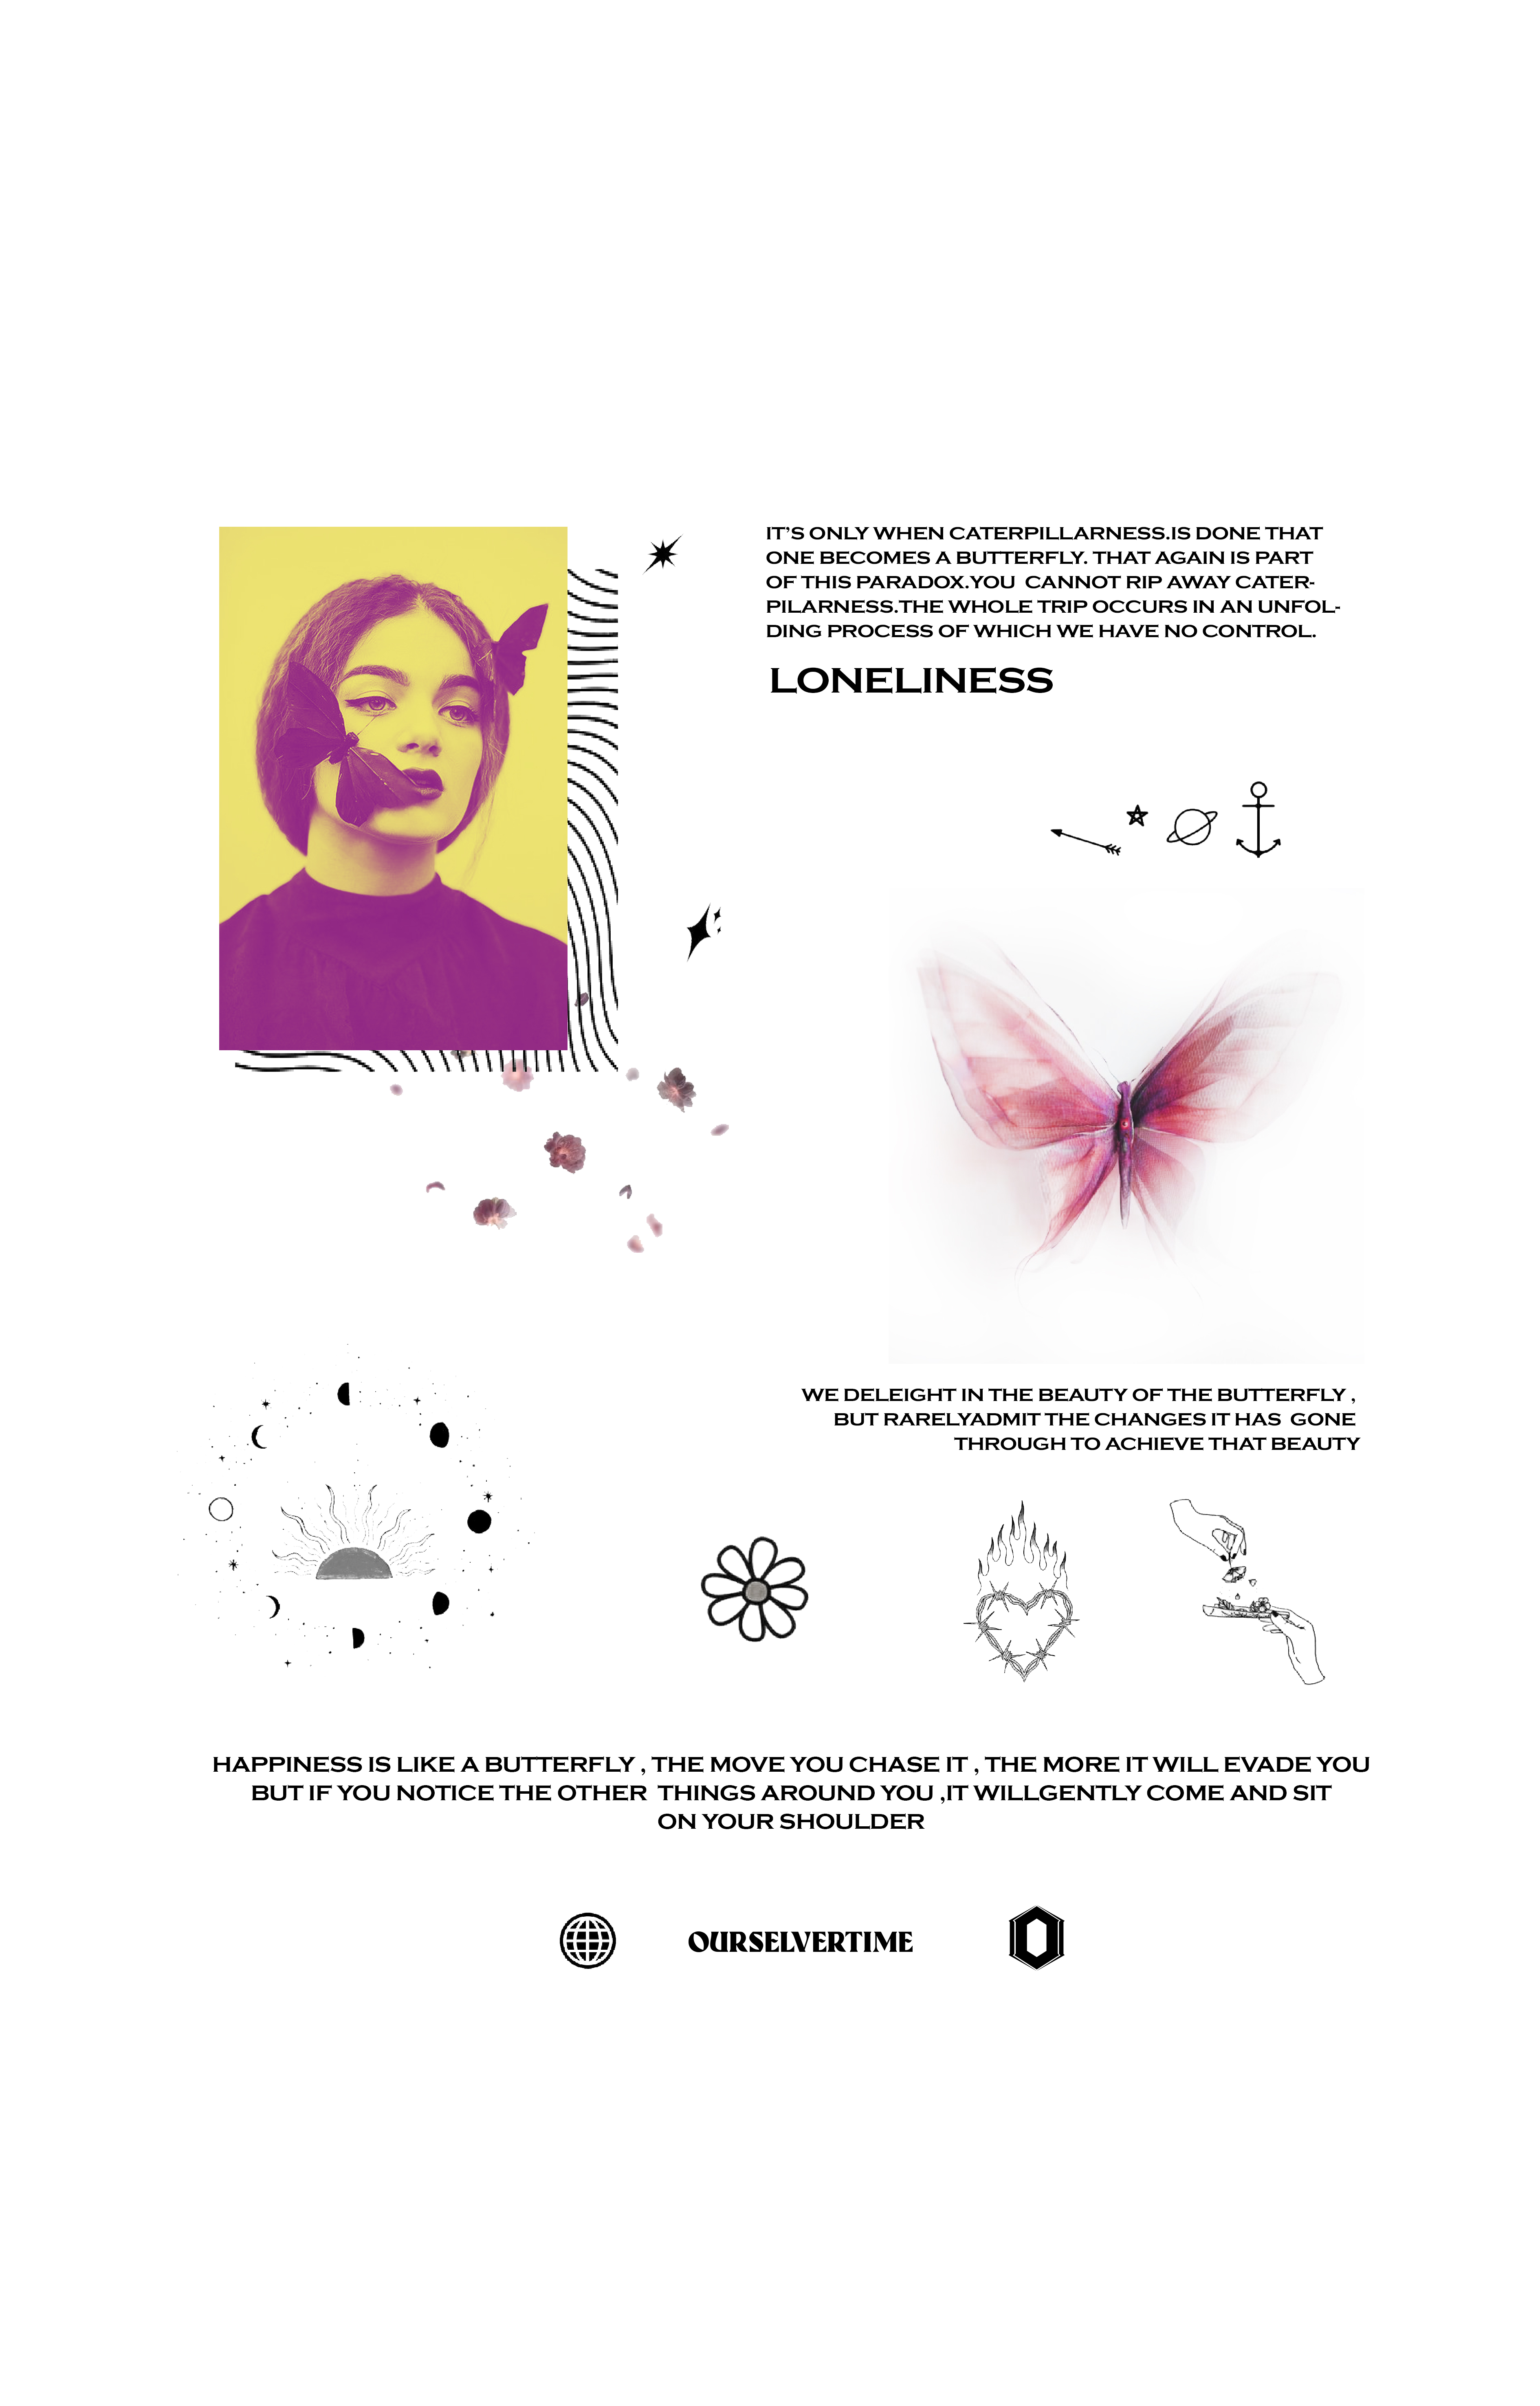 IT'S ONLY WHEN CATERPILLARNESS.IS DONE THAT
ONE BECOMES A BUTTERFLY. THAT AGAIN IS PART
OF THIS PARADOX.YOU CANNOT RIP AWAY CATER-
PILARNESS.THE WHOLE TRIP OCCURS IN AN UNFOL-
DING PROCESS OF WHICH WE HAVE NO CONTROL.
LONELINESS
WE DELEIGHT IN THE BEAUTY OF THE BUTTERFLY ,
BUT RARELYADMIT THE CHANGES IT HAS GONE
THROUGH TO ACHIEVE THAT BEAUTY
HAPPINESS IS LIKE A BUTTERFLY , THE MOVE YOU CHASE IT , THE MORE IT WILL EVADE YOU
BUT IF YOU NOTICE THE OTHER THINGS AROUND YOU ,IT WILLGENTLY COME AND SIT
ON YOUR SHOULDER
OURSELVERTIME